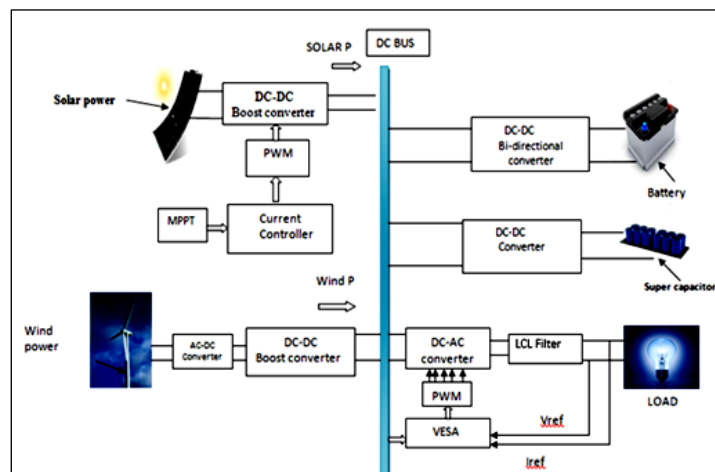 SOLAR P
DC BUS
Solar power
DC-DC
Boost converter
PWM
MPPT
Current
Controller
DC-DC
Bi-directional
converter
Battery
DC-DC
Converter
Super capacitor
Wind P
Wind
power
AC-DC
Converter
DC-DC
Boost converter
DC-AC
converter
LCL Filter
LOAD
PWM
VESA
Vref
Iref